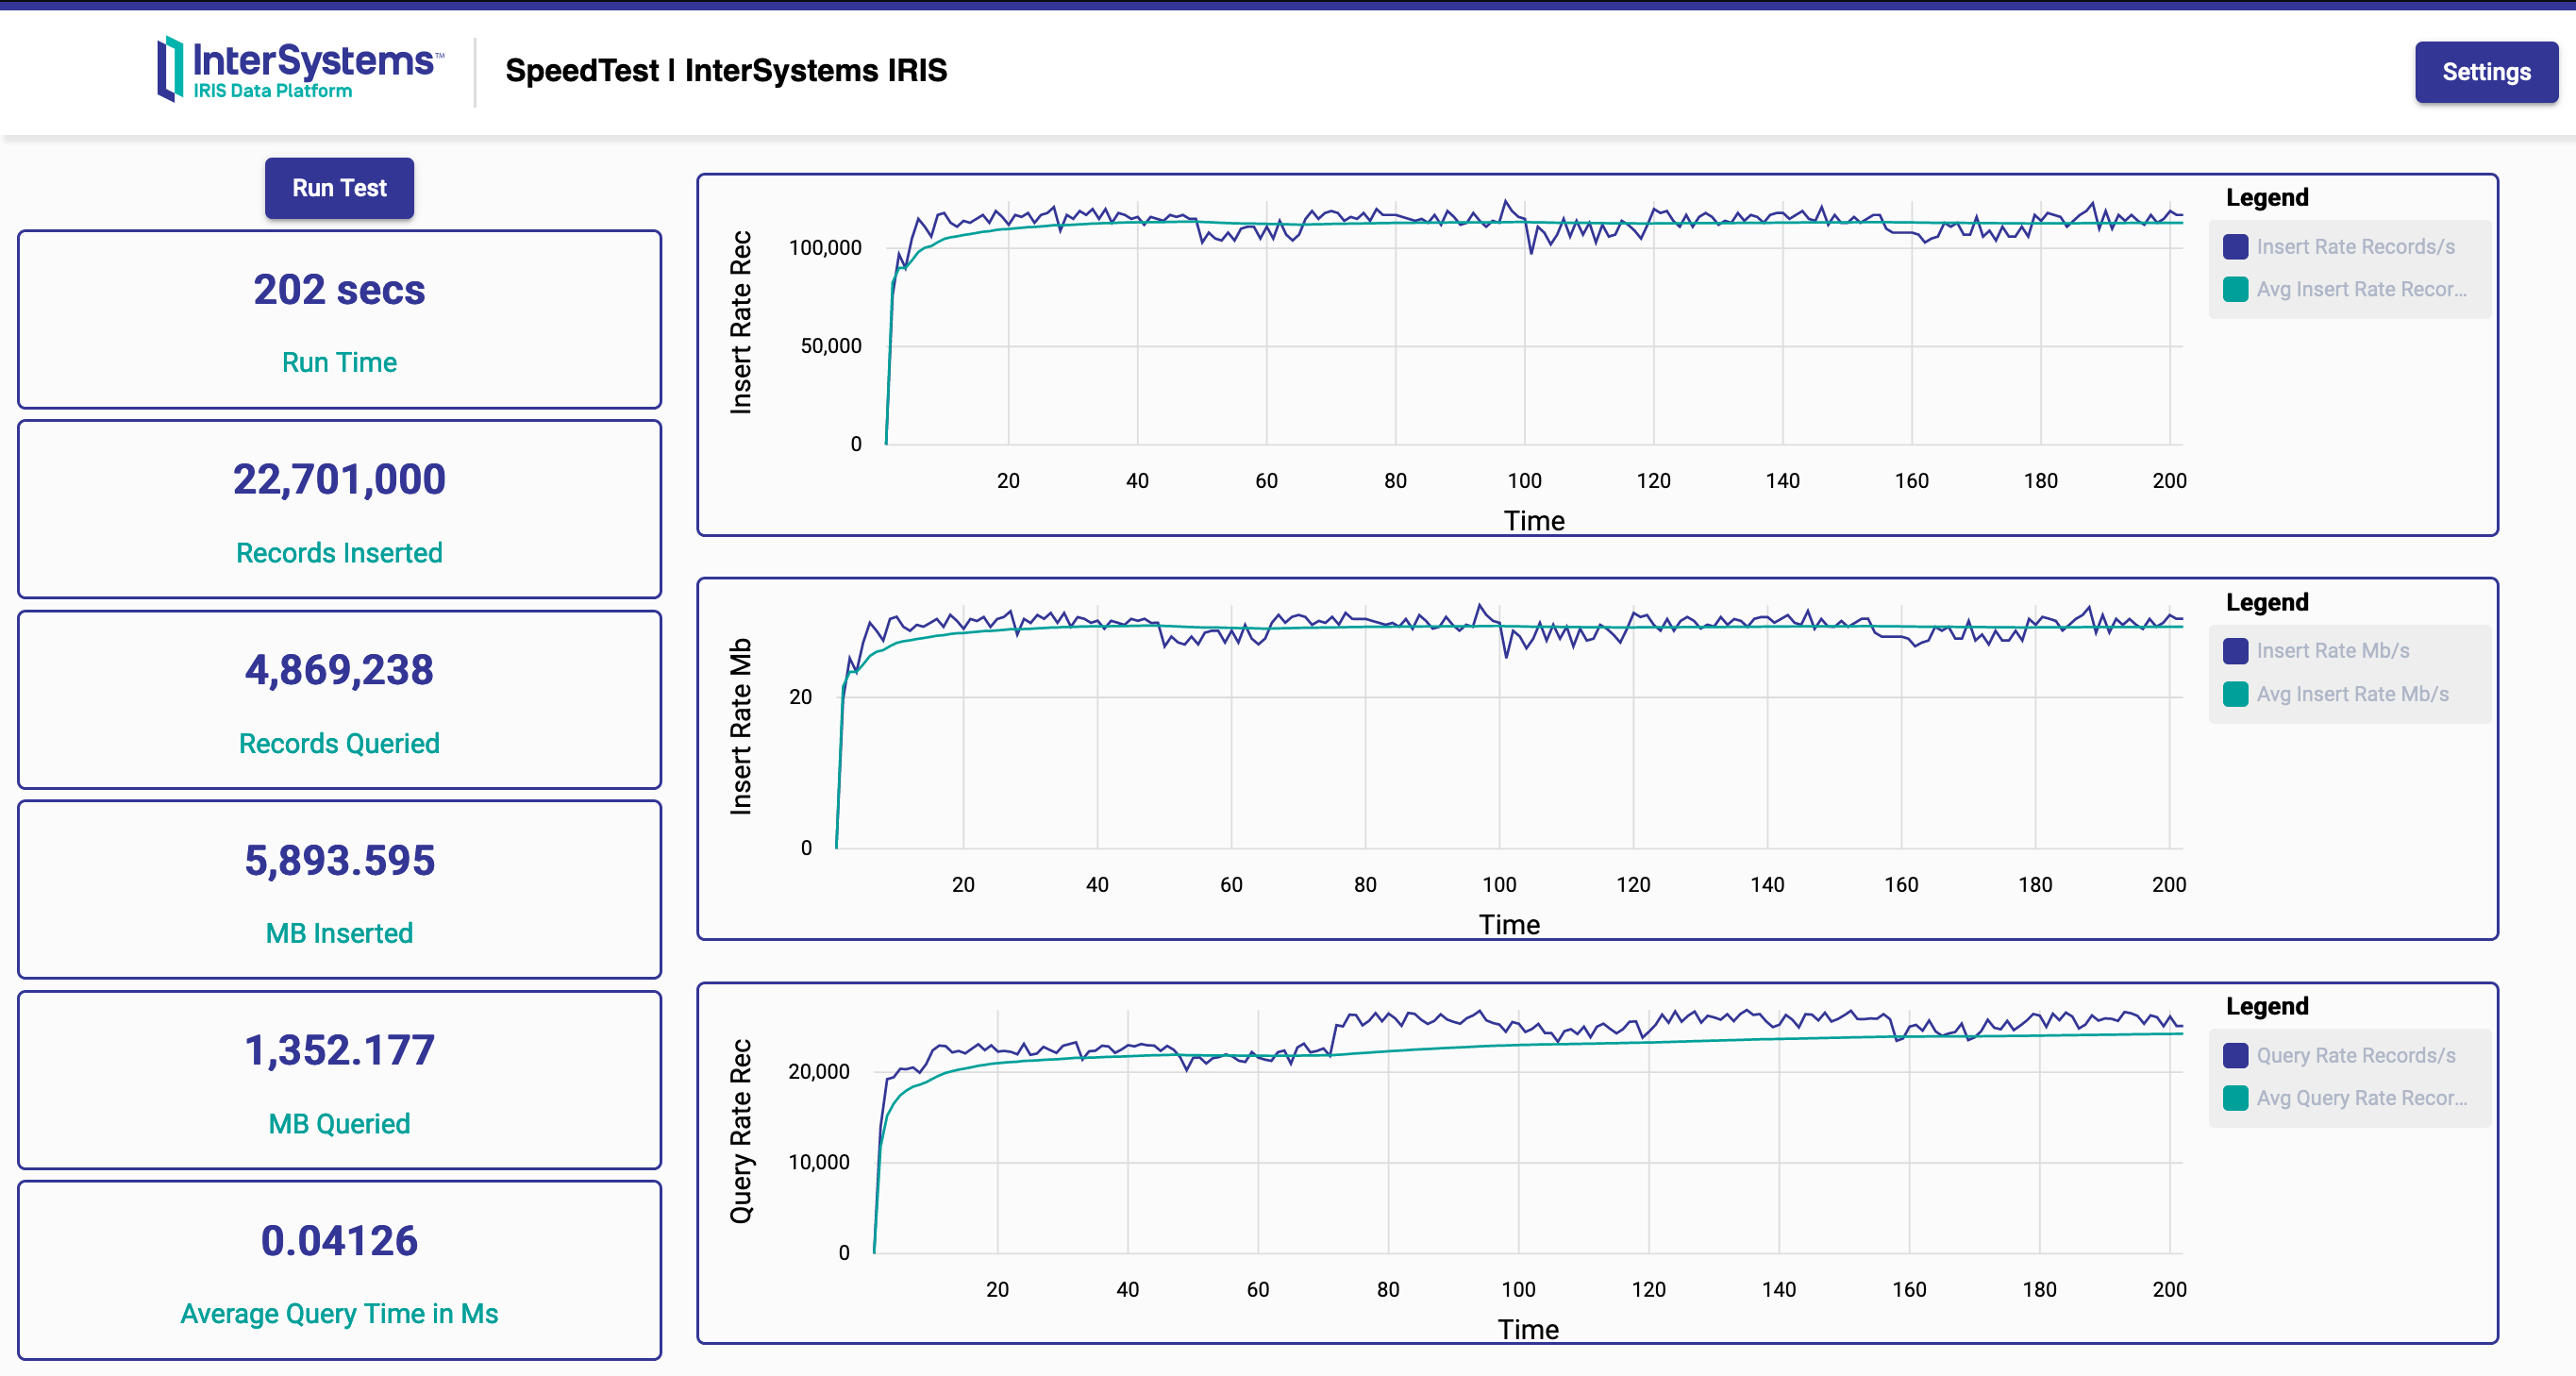 InterSystems™
IRIS Data Platform
SpeedTest | InterSystems IRIS
Settings
Run Test
202 secs
Run Time
22,701,000
Records Inserted
4,869,238
Records Queried
5,893.595
MB Inserted
1,352.177
MB Queried
0.04126
Average Query Time in Ms
Insert Rate Rec
100,000
50,000
0
20 40 60 80 100 120 140 160 180 200
Time
Legend
Insert Rate Records/s
Avg Insert Rate Recor...
Insert Rate Mb
20
0
20 40 60 80 100 120 140 160 180 200
Time
Legend
Insert Rate Mb/s
Avg Insert Rate Mb/s
Query Rate Rec
20,000
10,000
0
20 40 60 80 100 120 140 160 180 200
Time
Legend
Query Rate Records/s
Avg Query Rate Recor...